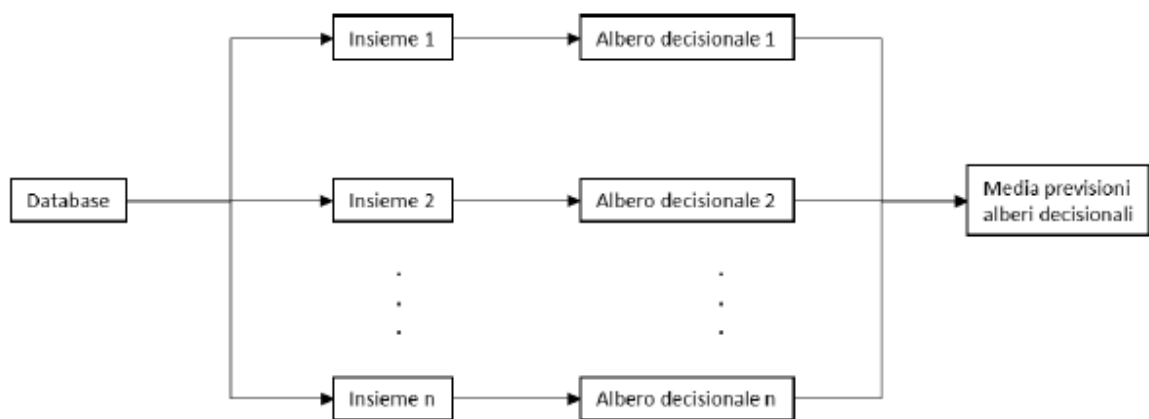 Insieme 1
Albero decisionale 1
Database
Insieme 2
Albero decisionale 2
Media previsioni
alberi decisionali
Insieme n
Albero decisionale n